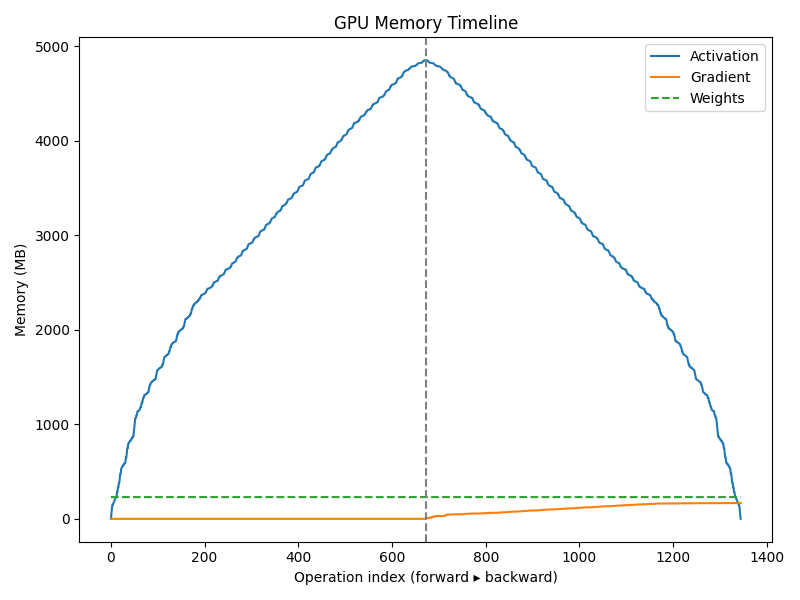 GPU Memory Timeline
Activation
Gradient
Weights
Memory (MB)
5000
4000
3000
2000
1000
0
0 200 400 600 800 1000 1200 1400
Operation index (forward ▸ backward)